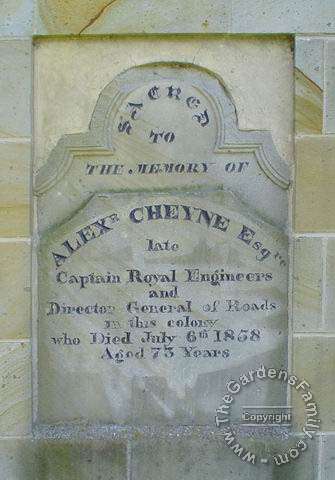 SACRED
TO
THE MEMORY OF
ALEXR CHEYNE Esqre
late
Captain Royal Engineers
and
Director General of Roads
in this colony
who Died July 6th 1858
Aged 73 Years
Copyright
www.TheGardensFamily.com